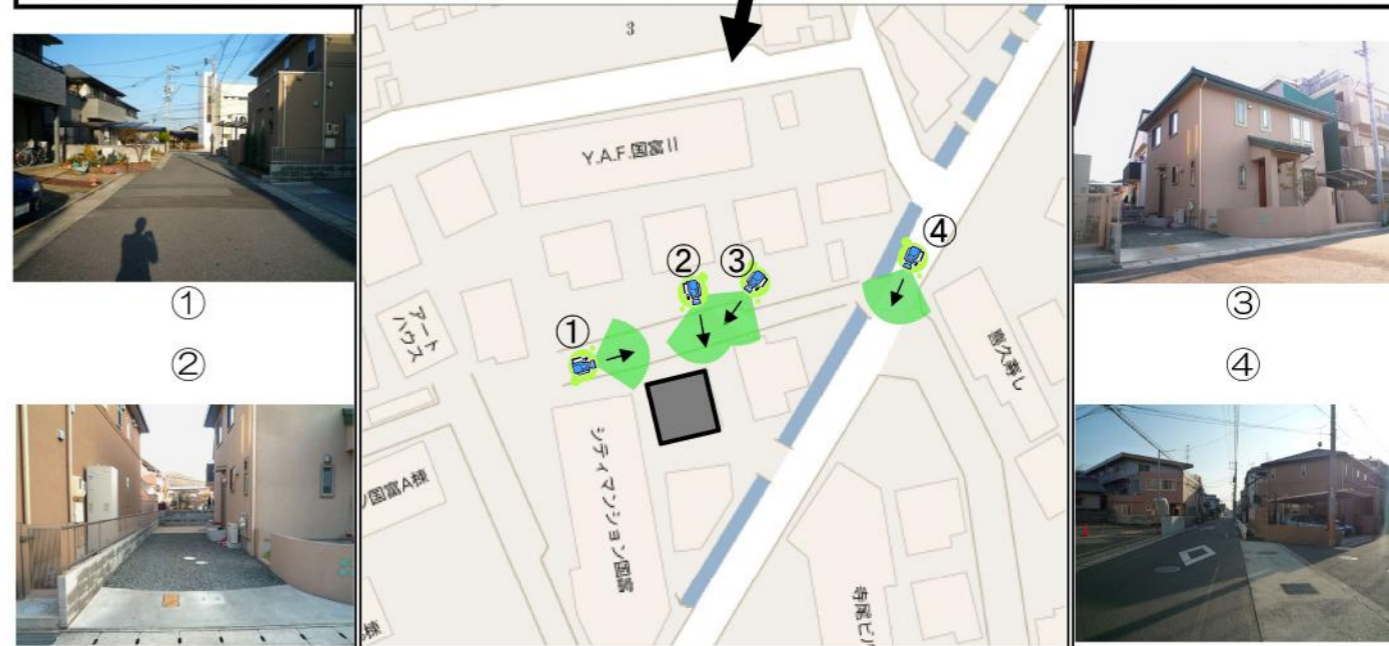 3
Y.A.F.国富II
①
②
③
④
②
③
④
①
アート
ハウス
喜久寿し
シティマンション国富
国富A棟
棟
寺尾ビル